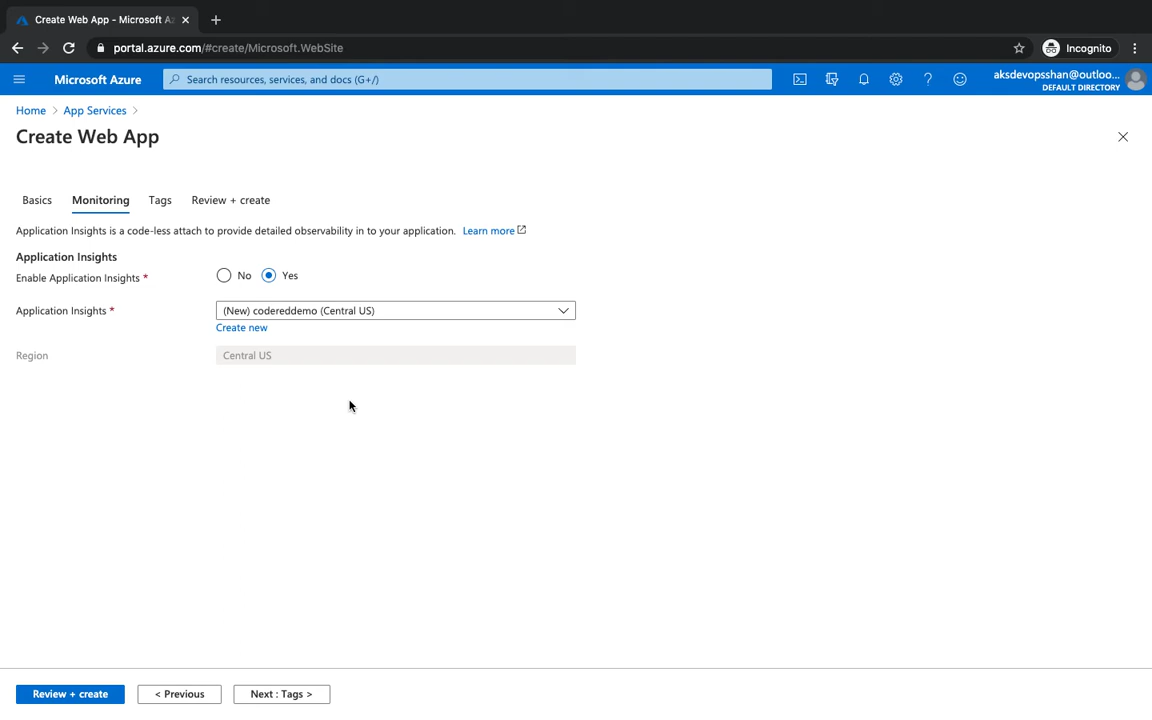 Create Web App - Microsoft Az
portal.azure.com/#create/Microsoft.WebSite
Incognito
Microsoft Azure
Search resources, services, and docs (G+/)
aksdevopsshan@outloo...
DEFAULT DIRECTORY
Home > App Services >
Create Web App
Basics Monitoring Tags Review + create
Application Insights is a code-less attach to provide detailed observability in to your application. Learn more
Application Insights
Enable Application Insights * No Yes
Application Insights * (New) codereddemo (Central US)
Create new
Region Central US
Review + create < Previous Next : Tags >